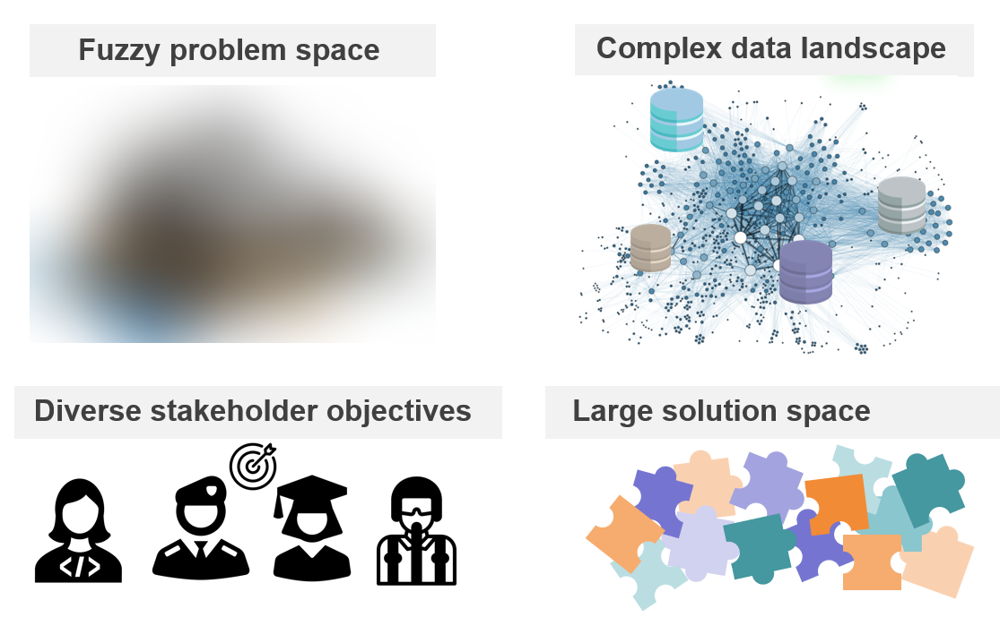 Fuzzy problem space
Complex data landscape
Diverse stakeholder objectives
Large solution space
</>